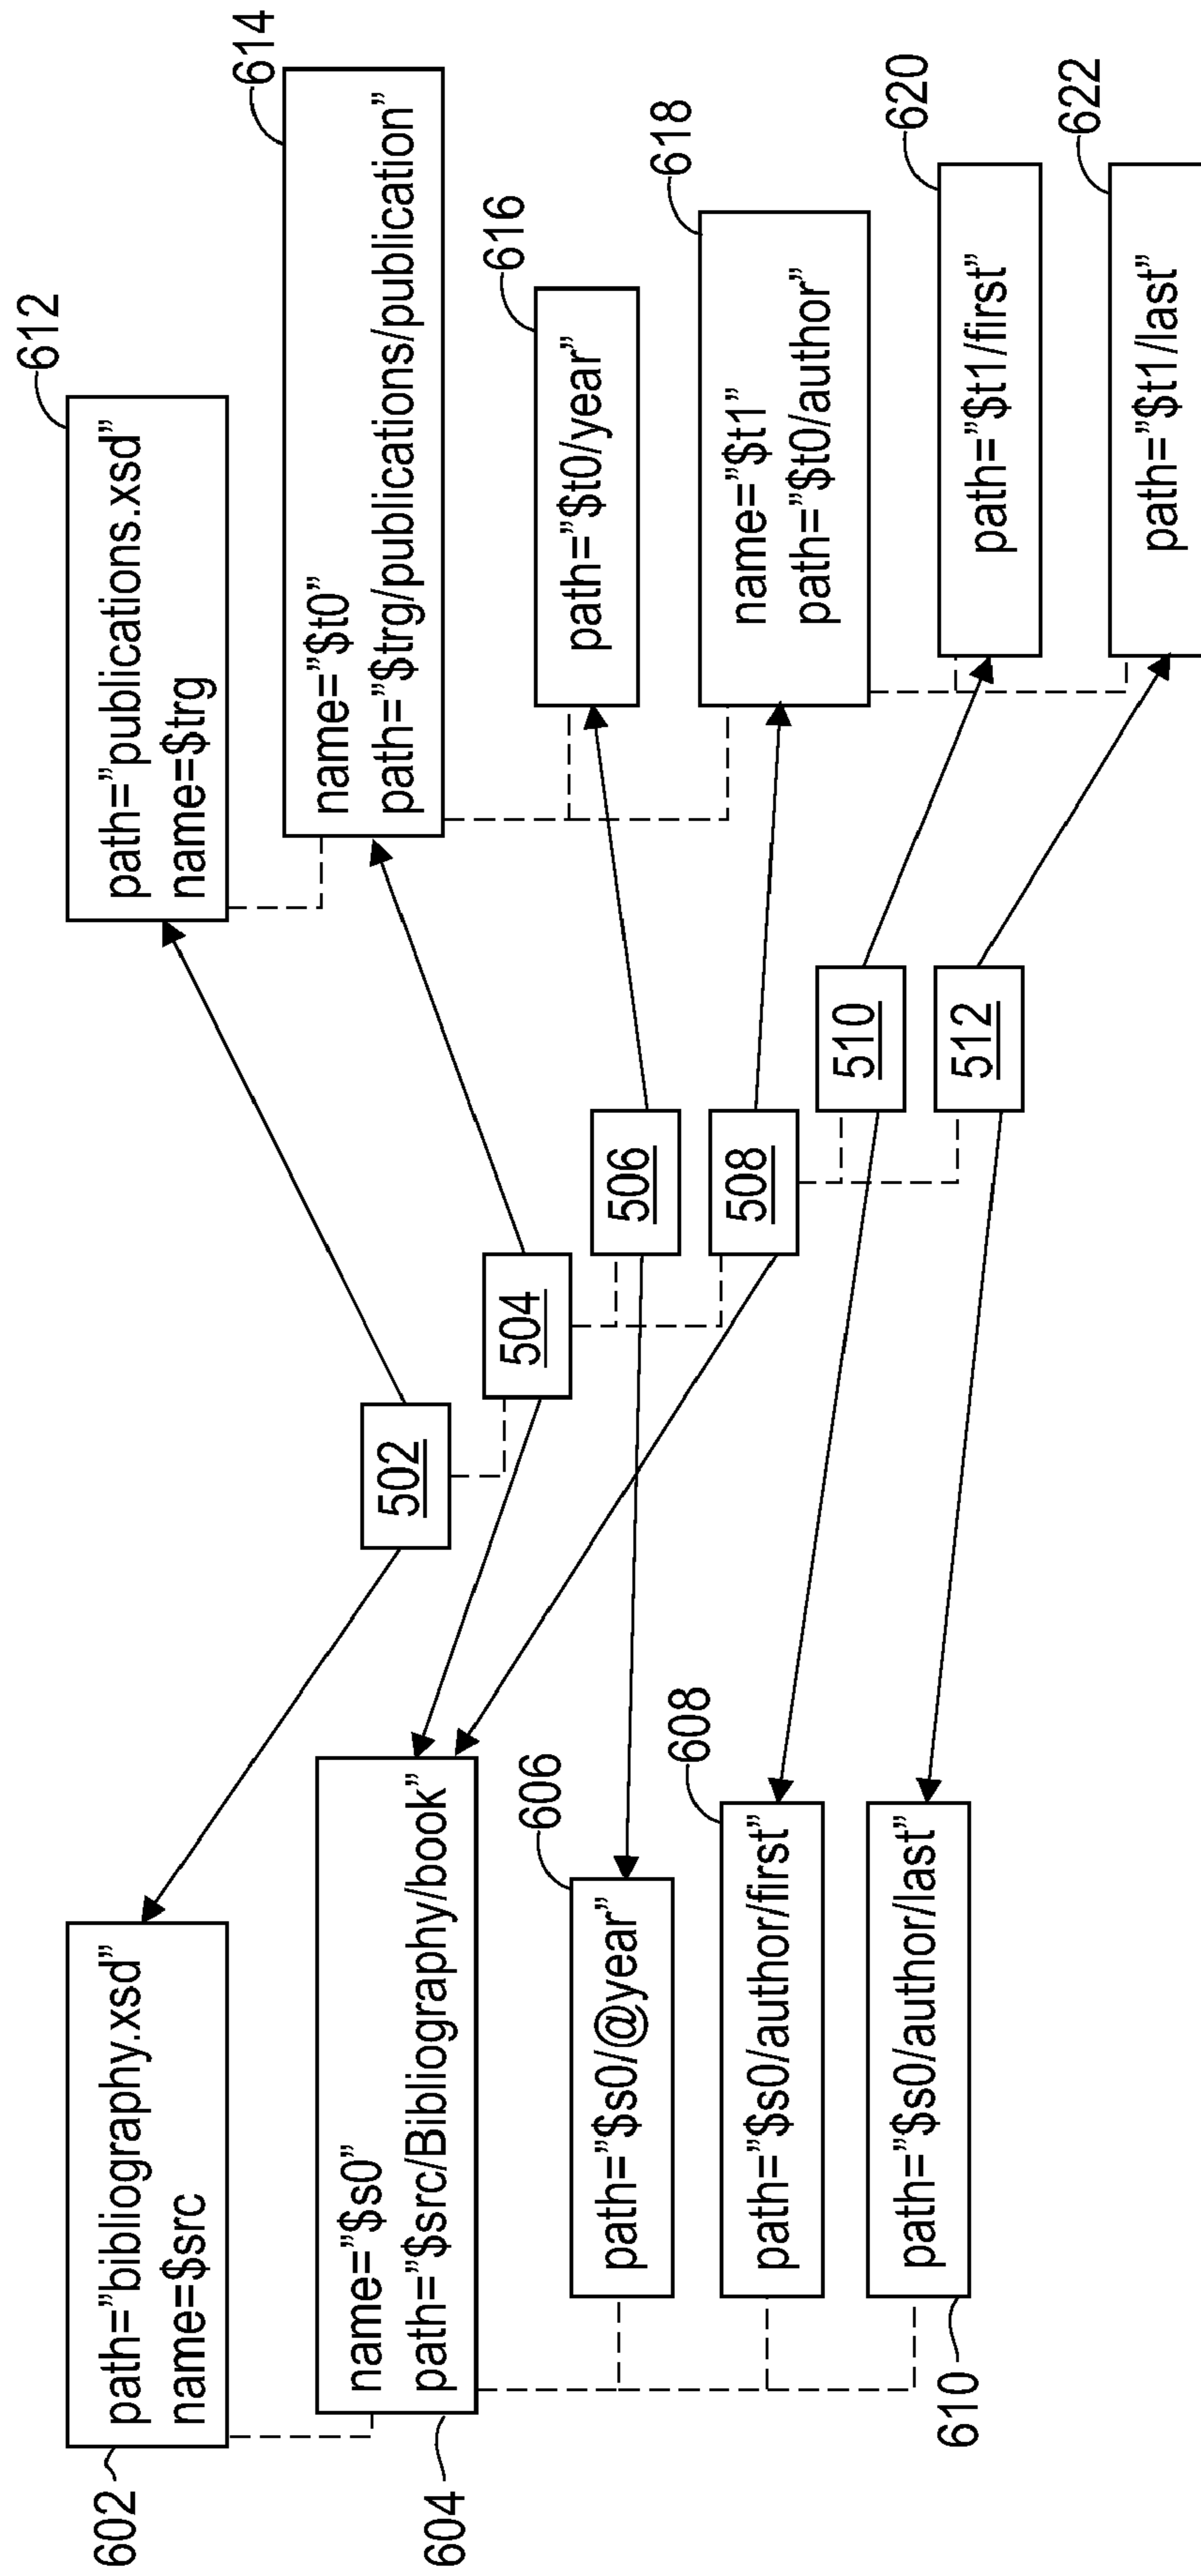 602
path=”bibliography.xsd”
name=$src
604
name=”$s0”
path=”$src/Bibliography/book”
606
path=”$s0/@year”
608
path=”$s0/author/first”
610
path=”$s0/author/last”
502
504
506
508
510
512
612
path=”publications.xsd”
name=$trg
614
name=”$t0”
path=”$trg/publications/publication”
616
path=”$t0/year”
618
name=”$t1”
path=”$t0/author”
620
path=”$t1/first”
622
path=”$t1/last”